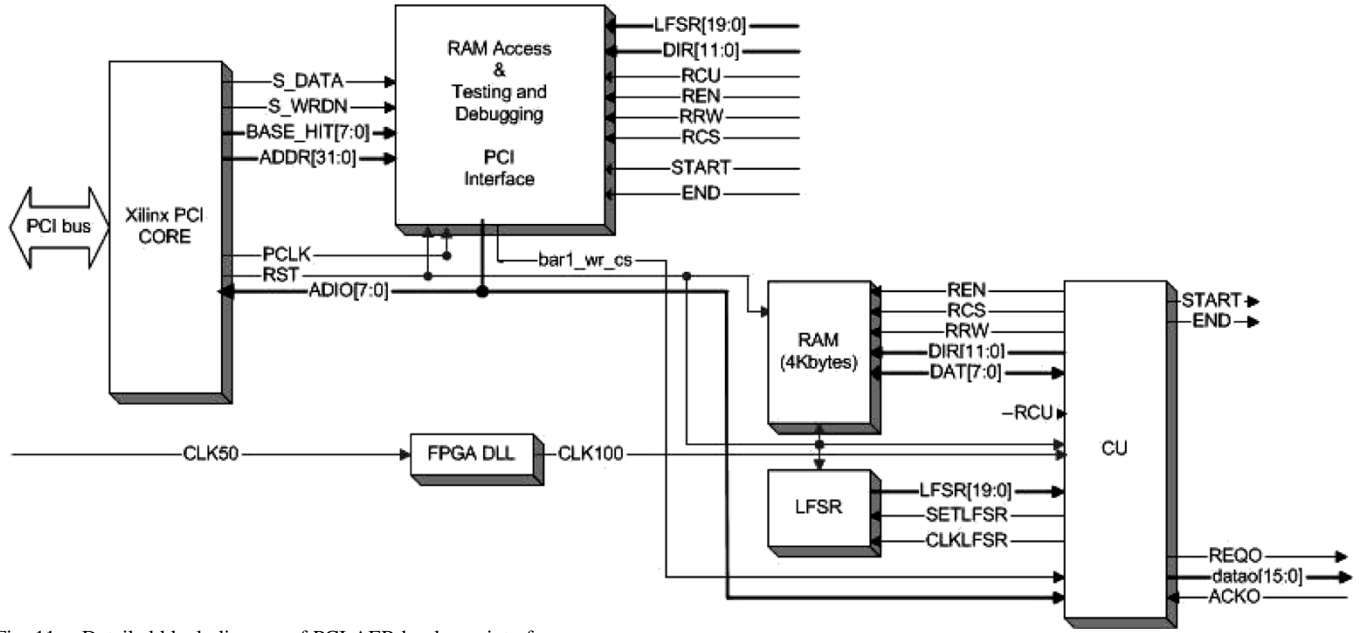 LFSR[19:0]
DIR[11:0]
RCU
REN
RRW
RCS
START
END
RAM Access
&
Testing and
Debugging
PCI
Interface
S_DATA
S_WRDN
BASE_HIT[7:0]
ADDR[31:0]
PCI bus
Xilinx PCI
CORE
PCLK
RST
ADIO[7:0]
bar1_wr_cs
RAM
(4Kbytes)
REN
RCS
RRW
DIR[11:0]
DAT[7:0]
RCU
CU
START
END
CLK50
FPGA DLL
CLK100
LFSR
LFSR[19:0]
SETLFSR
CLKLFSR
REQO
datao[15:0]
ACKO
Fig. 11. Detailed block diagram of PCI-AER